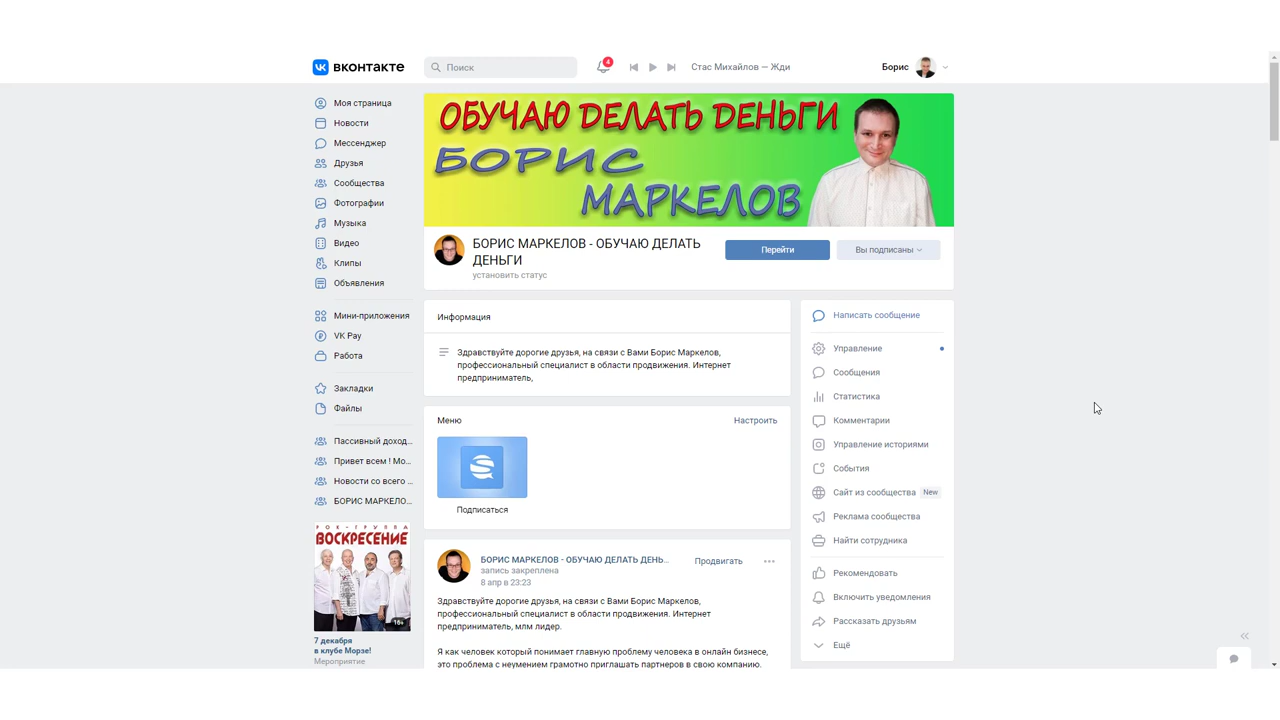 вконтакте
Поиск
4
Стас Михайлов — Жди
Борис
Моя страница
Новости
Мессенджер
Друзья
Сообщества
Фотографии
Музыка
Видео
Клипы
Объявления
Мини-приложения
VK Pay
Работа
Закладки
Файлы
Пассивный доход...
Привет всем ! Мо...
Новости со всего ...
БОРИС МАРКЕЛО...
РОК-ГРУППА
ВОСКРЕСЕНИЕ
16+
7 декабря
в клубе Морзе!
Мероприятие
ОБУЧАЮ DЕЛАТЬ DЕНЬГИ
БОРИС
МАРКЕЛОВ
БОРИС МАРКЕЛОВ - ОБУЧАЮ ДЕЛАТЬ
ДЕНЬГИ
установить статус
Перейти
Вы подписаны
Информация
Здравствуйте дорогие друзья, на связи с Вами Борис Маркелов,
профессиональный специалист в области продвижения. Интернет
предприниматель,
Меню
Настроить
Подписаться
БОРИС МАРКЕЛОВ - ОБУЧАЮ ДЕЛАТЬ ДЕНЬ...
запись закреплена
8 апр в 23:23
Продвигать
Здравствуйте дорогие друзья, на связи с Вами Борис Маркелов,
профессиональный специалист в области продвижения. Интернет
предприниматель, млм лидер.
Я как человек который понимает главную проблему человека в онлайн бизнесе,
это проблема с неумением грамотно приглашать партнеров в свою компанию.
Написать сообщение
Управление
Сообщения
Статистика
Комментарии
Управление историями
События
Сайт из сообщества New
Реклама сообщества
Найти сотрудника
Рекомендовать
Включить уведомления
Рассказать друзьям
Ещё